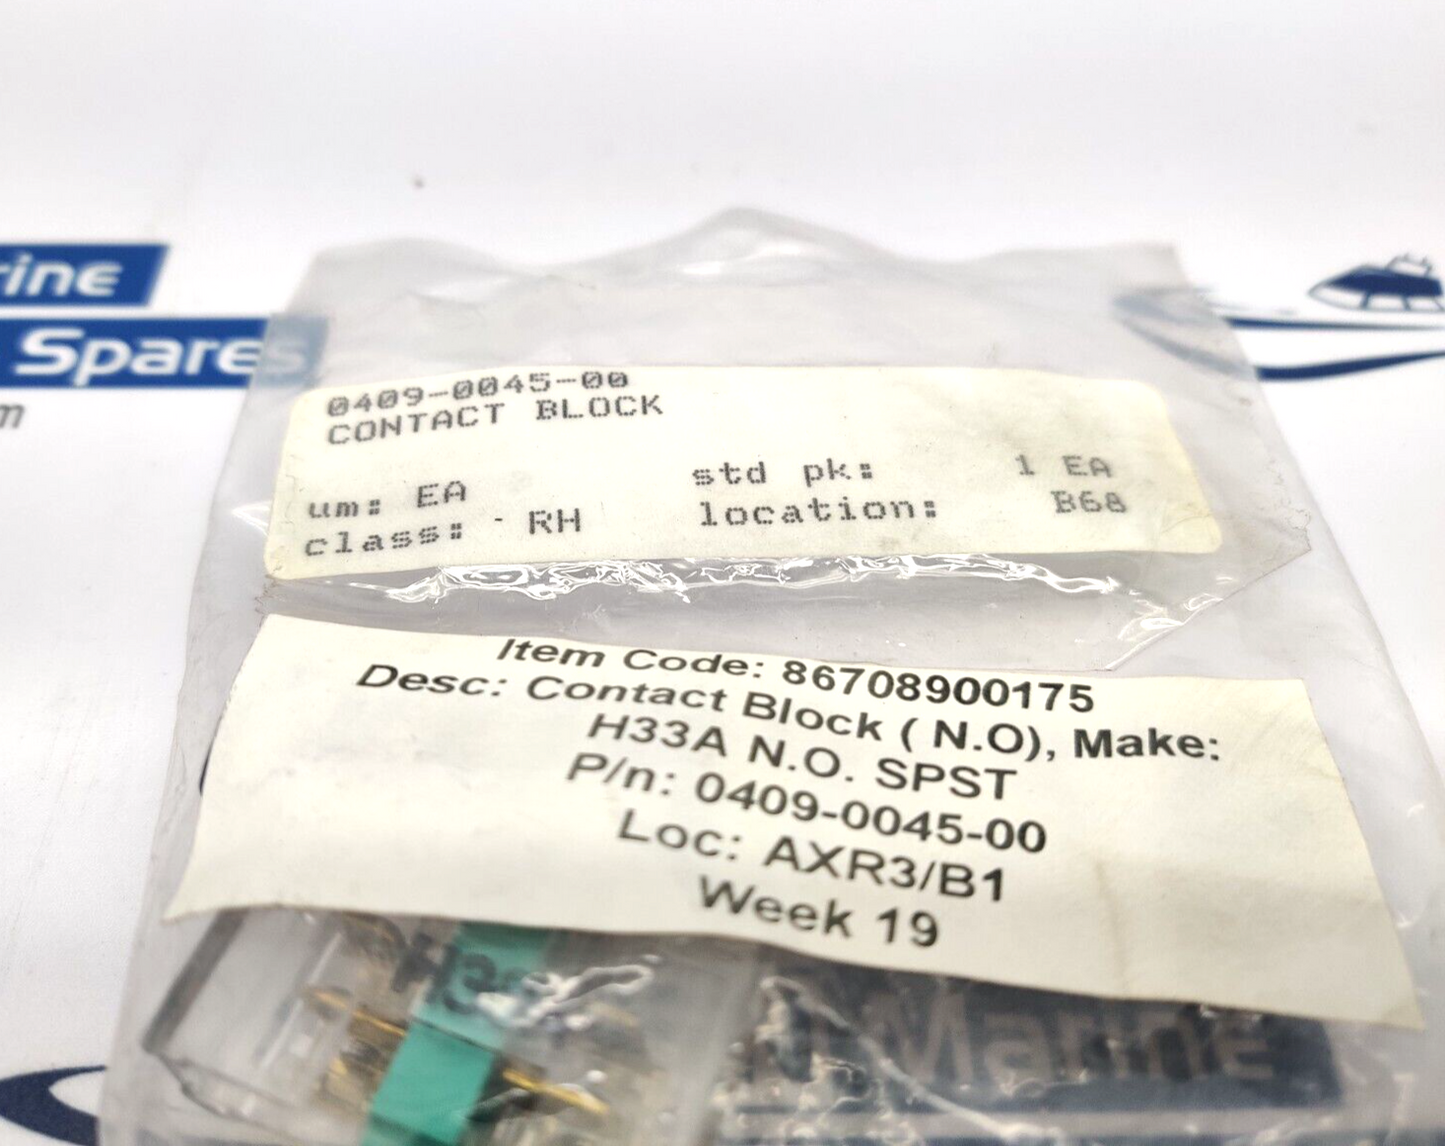 rine
Spares
m
0409-0045-00
CONTACT BLOCK
um: EA
std pk: 1 EA
class: RH
location: B68
Item Code: 86708900175
Desc: Contact Block ( N.O), Make:
H33A N.O. SPST
P/n: 0409-0045-00
Loc: AXR3/B1
Week 19
Marine